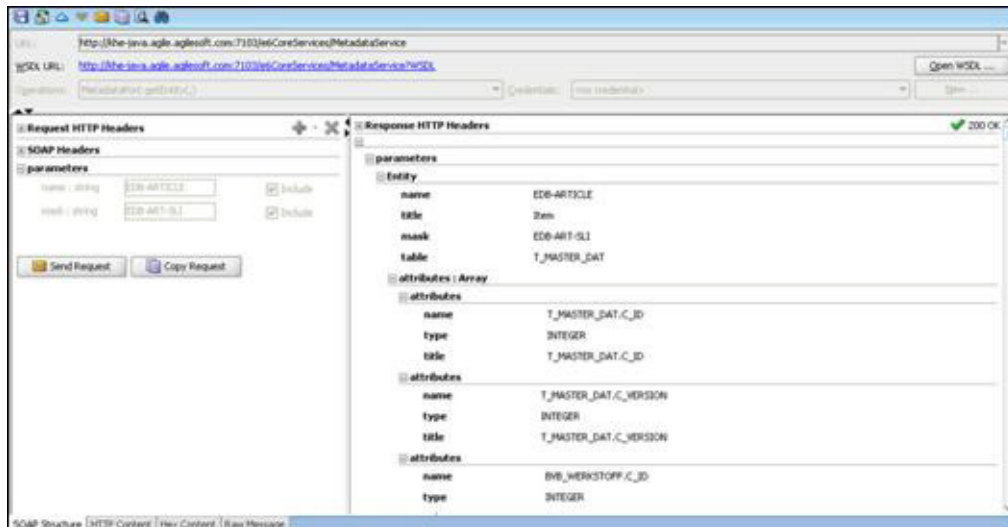 URL: http://khe-java.agile.agilesoft.com:7103/e6CoreServices/MetadataService
WSDL URL: http://khe-java.agile.agilesoft.com:7103/e6CoreServices/MetadataService?WSDL Open WSDL ...
Operations: MetadataPort.getEntity(,) Credentials: <no credentials> New ...
Request HTTP Headers
SOAP Headers
parameters
name : string EDB-ARTICLE Include
mask : string EDB-ART-SLI Include
Send Request Copy Request
Response HTTP Headers 200 OK
parameters
Entity
name EDB-ARTICLE
title Item
mask EDB-ART-SLI
table T_MASTER_DAT
attributes : Array
attributes
name T_MASTER_DAT.C_ID
type INTEGER
title T_MASTER_DAT.C_ID
attributes
name T_MASTER_DAT.C_VERSION
type INTEGER
title T_MASTER_DAT.C_VERSION
attributes
name BVB_WERKSTOFF.C_ID
type INTEGER
SOAP Structure HTTP Content Hex Content Raw Message